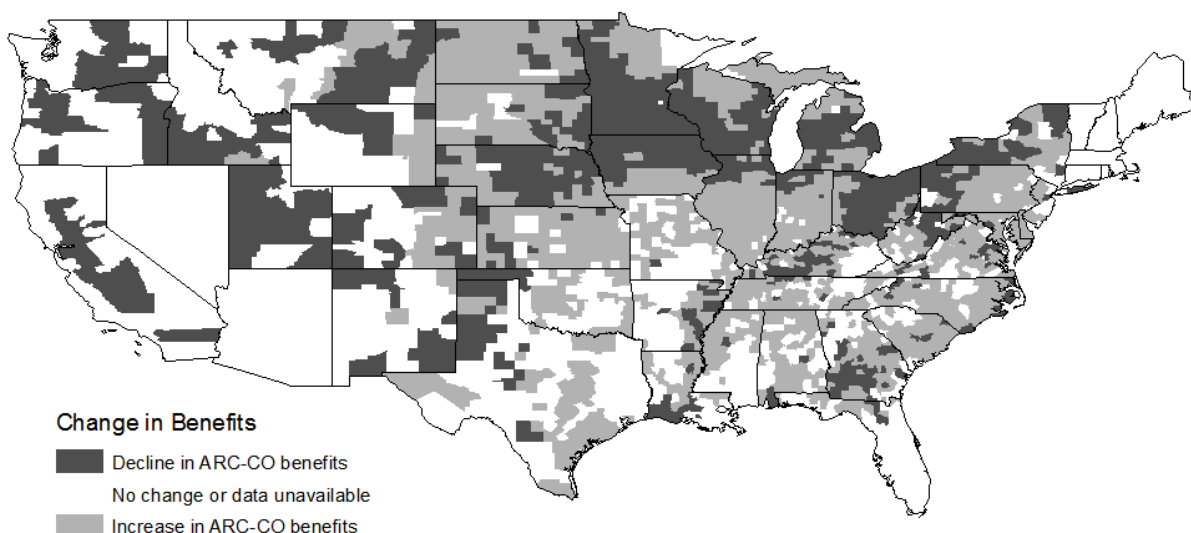 Change in Benefits
Decline in ARC-CO benefits
No change or data unavailable
Increase in ARC-CO benefits